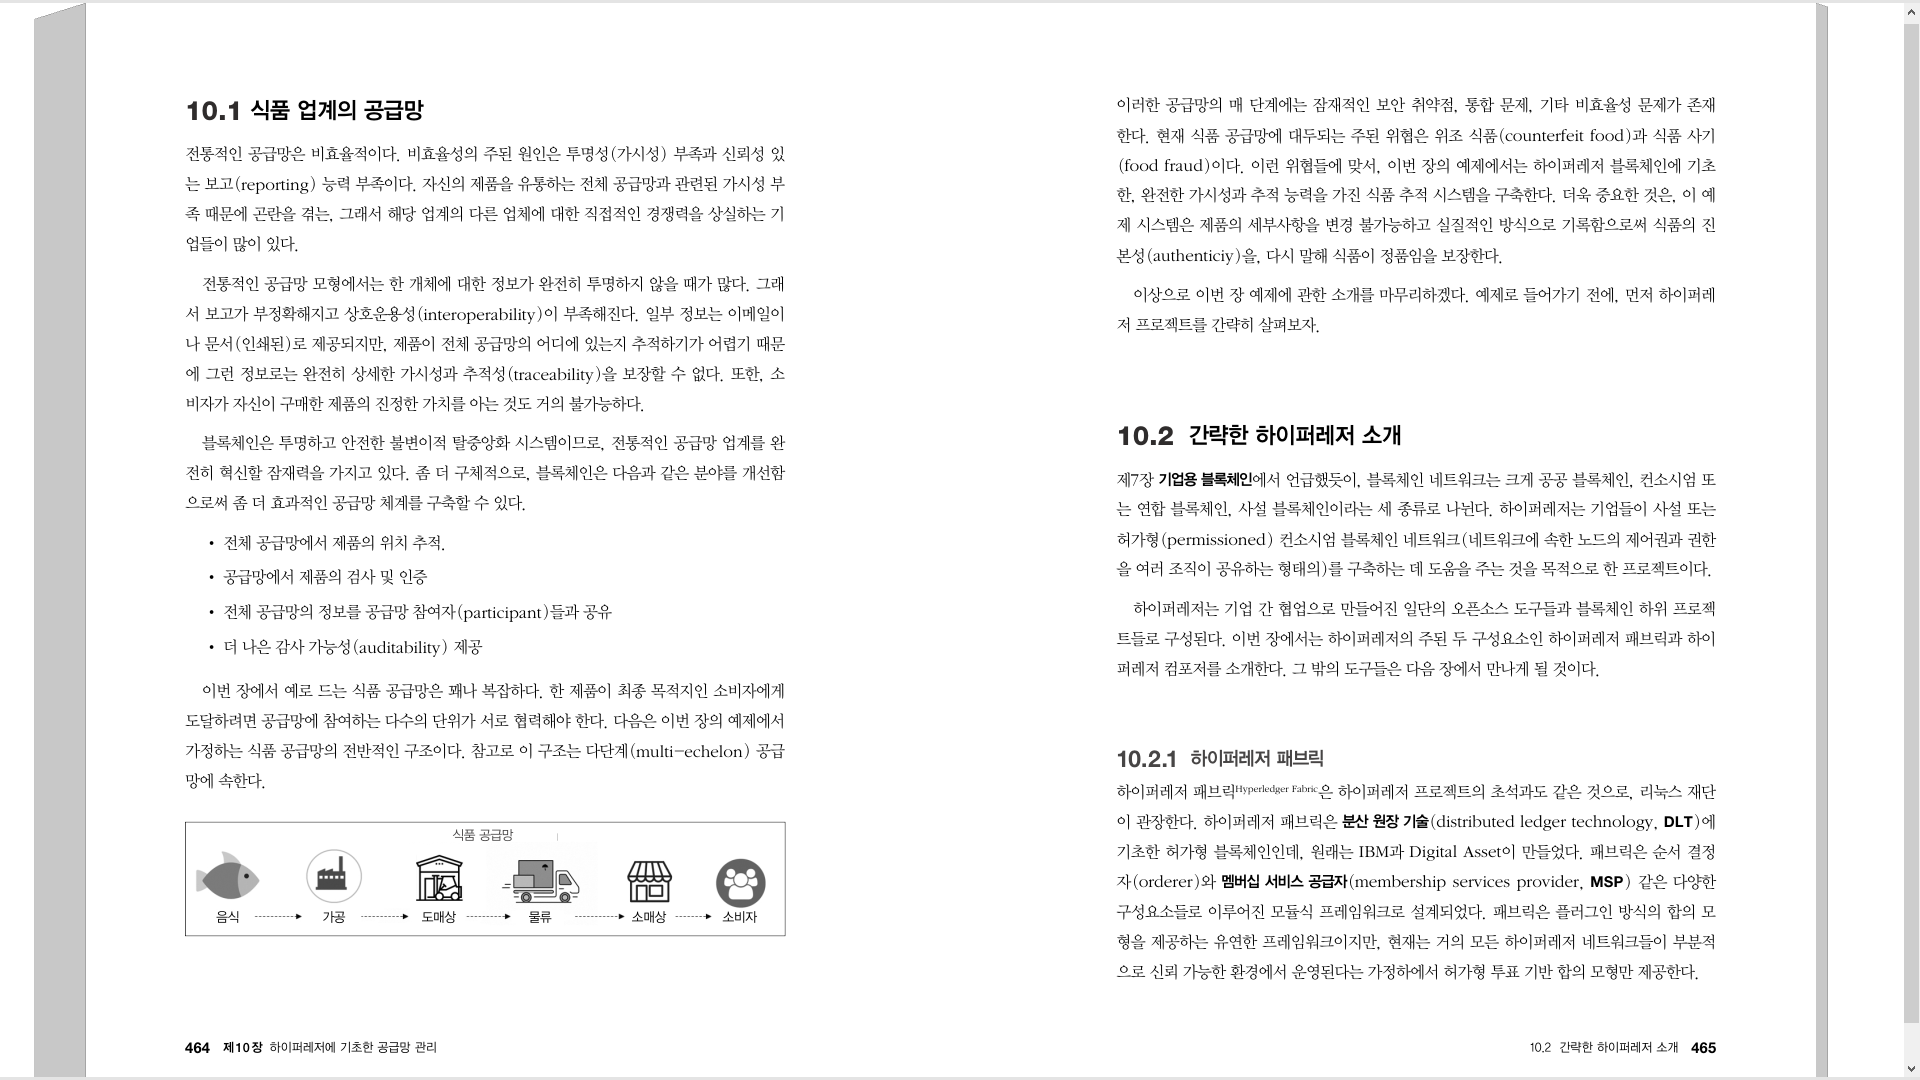 10.1 식품 업계의 공급망
전통적인 공급망은 비효율적이다. 비효율성의 주된 원인은 투명성(가시성) 부족과 신뢰성 있
는 보고(reporting) 능력 부족이다. 자신의 제품을 유통하는 전체 공급망과 관련된 가시성 부
족 때문에 곤란을 겪는, 그래서 해당 업계의 다른 업체에 대한 직접적인 경쟁력을 상실하는 기
업들이 많이 있다.
전통적인 공급망 모형에서는 한 개체에 대한 정보가 완전히 투명하지 않을 때가 많다. 그래
서 보고가 부정확해지고 상호운용성(interoperability)이 부족해진다. 일부 정보는 이메일이
나 문서(인쇄된)로 제공되지만, 제품이 전체 공급망의 어디에 있는지 추적하기가 어렵기 때문
에 그런 정보로는 완전히 상세한 가시성과 추적성(traceability)을 보장할 수 없다. 또한, 소
비자가 자신이 구매한 제품의 진정한 가치를 아는 것도 거의 불가능하다.
블록체인은 투명하고 안전한 불변이적 탈중앙화 시스템이므로, 전통적인 공급망 업계를 완
전히 혁신할 잠재력을 가지고 있다. 좀 더 구체적으로, 블록체인은 다음과 같은 분야를 개선함
으로써 좀 더 효과적인 공급망 체계를 구축할 수 있다.
• 전체 공급망에서 제품의 위치 추적.
• 공급망에서 제품의 검사 및 인증
• 전체 공급망의 정보를 공급망 참여자(participant)들과 공유
• 더 나은 감사 가능성(auditability) 제공
이번 장에서 예로 드는 식품 공급망은 꽤나 복잡하다. 한 제품이 최종 목적지인 소비자에게
도달하려면 공급망에 참여하는 다수의 단위가 서로 협력해야 한다. 다음은 이번 장의 예제에서
가정하는 식품 공급망의 전반적인 구조이다. 참고로 이 구조는 다단계(multi-echelon) 공급
망에 속한다.
식품 공급망
음식 가공 도매상 물류 소매상 소비자
464 제10장 하이퍼레저에 기초한 공급망 관리
이러한 공급망의 매 단계에는 잠재적인 보안 취약점, 통합 문제, 기타 비효율성 문제가 존재
한다. 현재 식품 공급망에 대두되는 주된 위협은 위조 식품(counterfeit food)과 식품 사기
(food fraud)이다. 이런 위협들에 맞서, 이번 장의 예제에서는 하이퍼레저 블록체인에 기초
한, 완전한 가시성과 추적 능력을 가진 식품 추적 시스템을 구축한다. 더욱 중요한 것은, 이 예
제 시스템은 제품의 세부사항을 변경 불가능하고 실질적인 방식으로 기록함으로써 식품의 진
본성(authenticiy)을, 다시 말해 식품이 정품임을 보장한다.
이상으로 이번 장 예제에 관한 소개를 마무리하겠다. 예제로 들어가기 전에, 먼저 하이퍼레
저 프로젝트를 간략히 살펴보자.
10.2 간략한 하이퍼레저 소개
제7장 기업용 블록체인에서 언급했듯이, 블록체인 네트워크는 크게 공공 블록체인, 컨소시엄 또
는 연합 블록체인, 사설 블록체인이라는 세 종류로 나뉜다. 하이퍼레저는 기업들이 사설 또는
허가형(permissioned) 컨소시엄 블록체인 네트워크(네트워크에 속한 노드의 제어권과 권한
을 여러 조직이 공유하는 형태의)를 구축하는 데 도움을 주는 것을 목적으로 한 프로젝트이다.
하이퍼레저는 기업 간 협업으로 만들어진 일단의 오픈소스 도구들과 블록체인 하위 프로젝
트들로 구성된다. 이번 장에서는 하이퍼레저의 주된 두 구성요소인 하이퍼레저 패브릭과 하이
퍼레저 컴포저를 소개한다. 그 밖의 도구들은 다음 장에서 만나게 될 것이다.
10.2.1 하이퍼레저 패브릭
하이퍼레저 패브릭Hyperledger Fabric은 하이퍼레저 프로젝트의 초석과도 같은 것으로, 리눅스 재단
이 관장한다. 하이퍼레저 패브릭은 분산 원장 기술(distributed ledger technology, DLT)에
기초한 허가형 블록체인인데, 원래는 IBM과 Digital Asset이 만들었다. 패브릭은 순서 결정
자(orderer)와 멤버십 서비스 공급자(membership services provider, MSP) 같은 다양한
구성요소들로 이루어진 모듈식 프레임워크로 설계되었다. 패브릭은 플러그인 방식의 합의 모
형을 제공하는 유연한 프레임워크이지만, 현재는 거의 모든 하이퍼레저 네트워크들이 부분적
으로 신뢰 가능한 환경에서 운영된다는 가정하에서 허가형 투표 기반 합의 모형만 제공한다.
10.2 간략한 하이퍼레저 소개 465